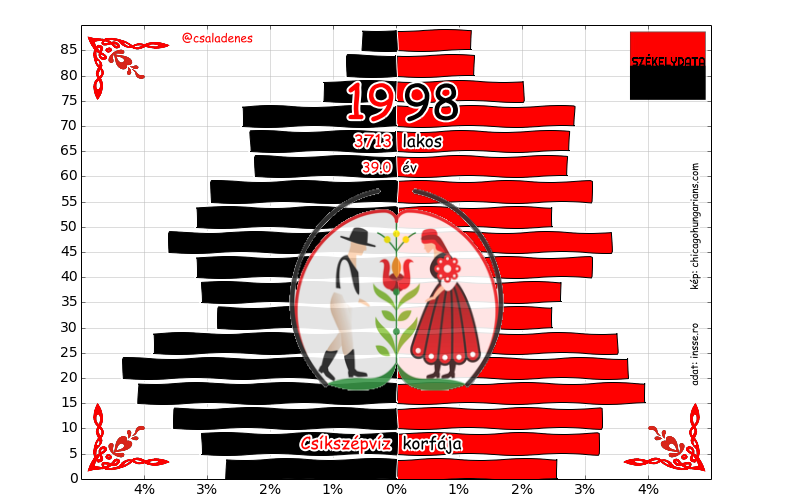 @csaladenes
SZÉKELYDATA
1998
3713 lakos
39.0 év
kép: chicagohungarians.com
adat: insse.ro
Csíkszépvíz korfája
85
80
75
70
65
60
55
50
45
40
35
30
25
20
15
10
5
0
4% 3% 2% 1% 0% 1% 2% 3% 4%